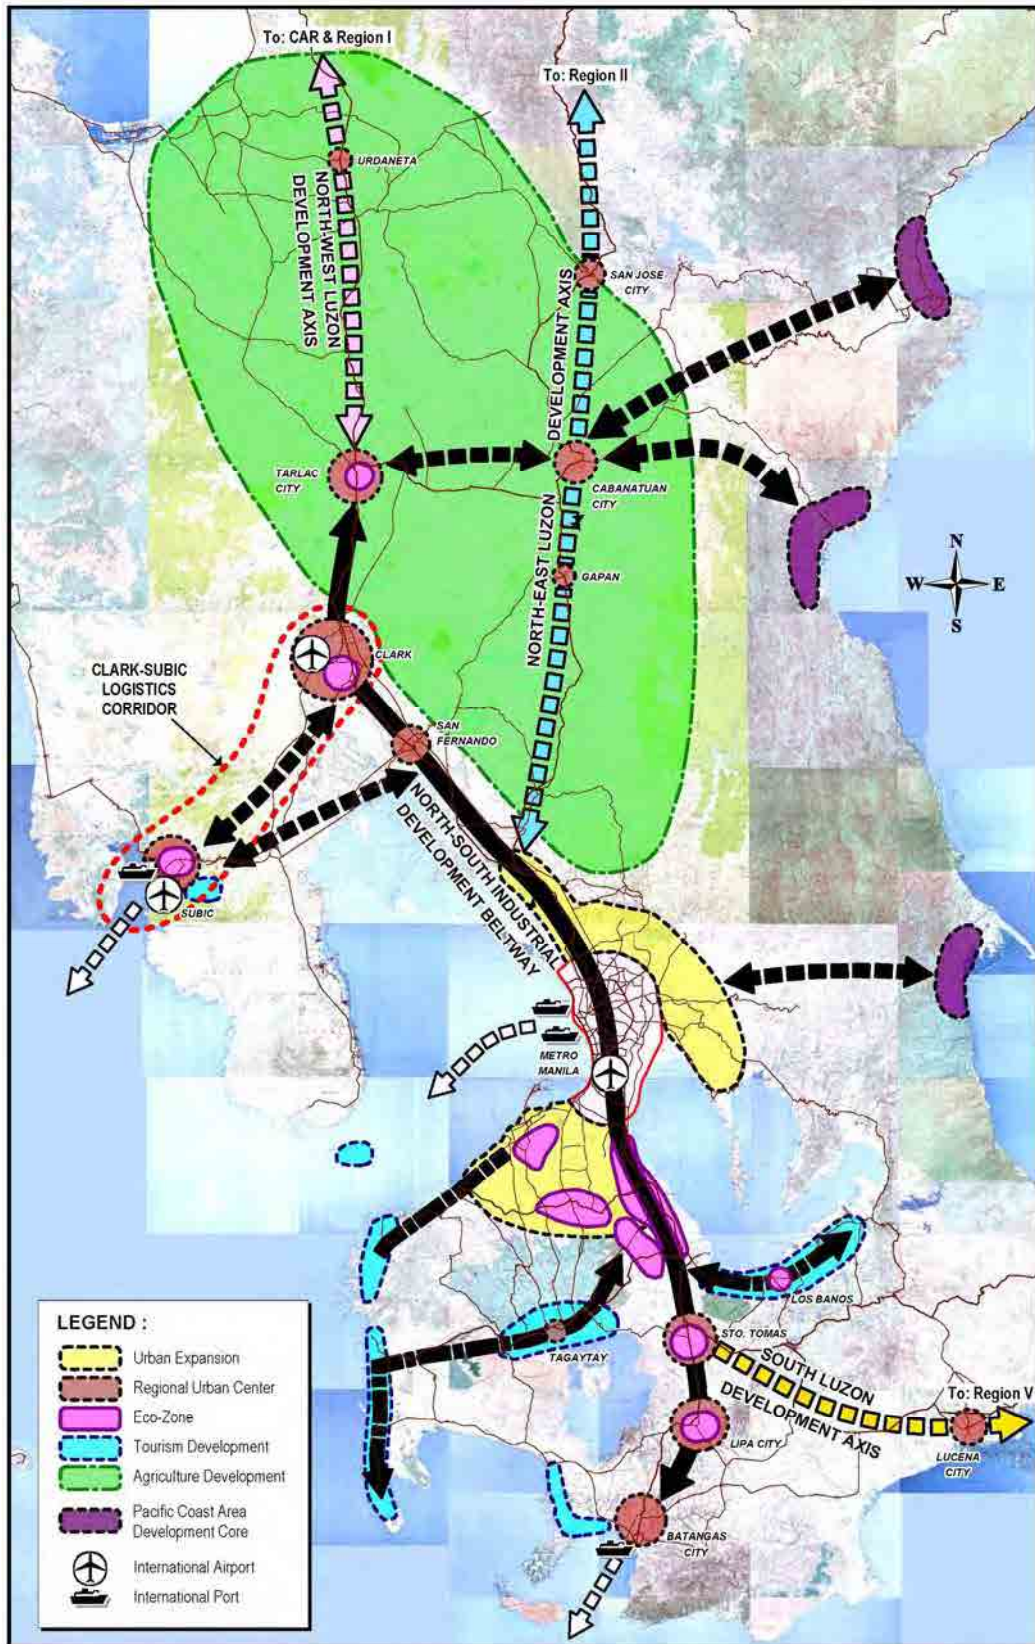 To: CAR & Region I
To: Region II
URDANETA
NORTH-WEST LUZON
DEVELOPMENT AXIS
SAN JOSE
CITY
DEVELOPMENT AXIS
TARLAC
CITY
CABANATUAN
CITY
GAPAN
NORTH-EAST LUZON
N
W
E
S
CLARK
CLARK-SUBIC
LOGISTICS
CORRIDOR
SAN
FERNANDO
NORTH-SOUTH INDUSTRIAL
DEVELOPMENT BELTWAY
SUBIC
METRO
MANILA
LOS BANOS
STO. TOMAS
TAGAYTAY
SOUTH LUZON
DEVELOPMENT AXIS
To: Region V
LUCENA
CITY
LIPA CITY
BATANGAS
CITY
LEGEND :
Urban Expansion
Regional Urban Center
Eco-Zone
Tourism Development
Agriculture Development
Pacific Coast Area
Development Core
International Airport
International Port